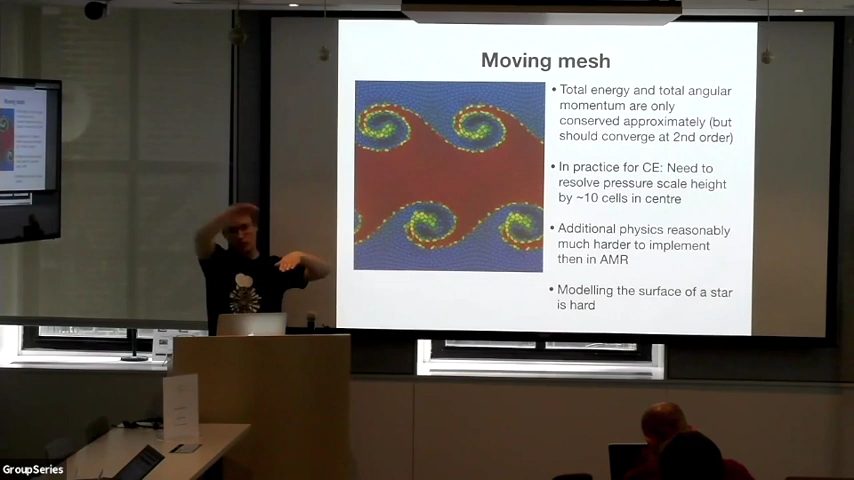 Moving mesh
• Total energy and total angular
momentum are only
conserved approximately (but
should converge at 2nd order)
• In practice for CE: Need to
resolve pressure scale height
by ~10 cells in centre
• Additional physics reasonably
much harder to implement
then in AMR
• Modelling the surface of a star
is hard
GroupSeries